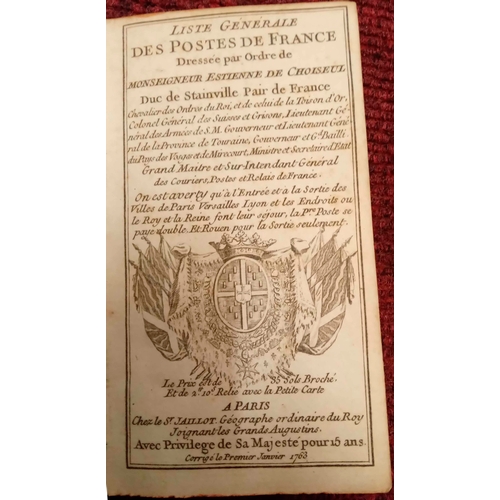 LISTE GENERALE
DES POSTES DE FRANCE
Dressée par Ordre de
MONSEIGNEUR ESTIENNE DE CHOISEUL
Duc de Stainville Pair de France
Chevalier des Ordres du Roi, et de celui de la Toison d'Or,
Colonel Général des Suisses et Grisons, Lieutenant Gé-
néral des Armées de S.M. Gouverneur et Lieutenant Géné
ral de la Province de Touraine, Gouverneur et Gd. Bailli
du Pays des Vosges et de Mirecourt, Ministre et Secretaire d'Etat
Grand Maitre et Sur-Intendant Général
des Couriers, Postes et Relais de France.
On est averty qu'à l'Entrée et à la Sortie des
Villes de Paris Versailles Lyon et les Endroits ou
le Roy et la Reine font leur séjour, la Pre. Poste se
paye double. Et Rouen pour la Sortie seulement.
Le Prix est de 35 Sols Broché
Et de 2lt. 10s. Relié avec la Petite Carte
A PARIS
Chez le Sr. JAILLOT Géographe ordinaire du Roy
Joignant les Grands Augustins.
Avec Privilege de Sa Majesté pour 15 ans.
Corrigé le Premier Janvier 1763